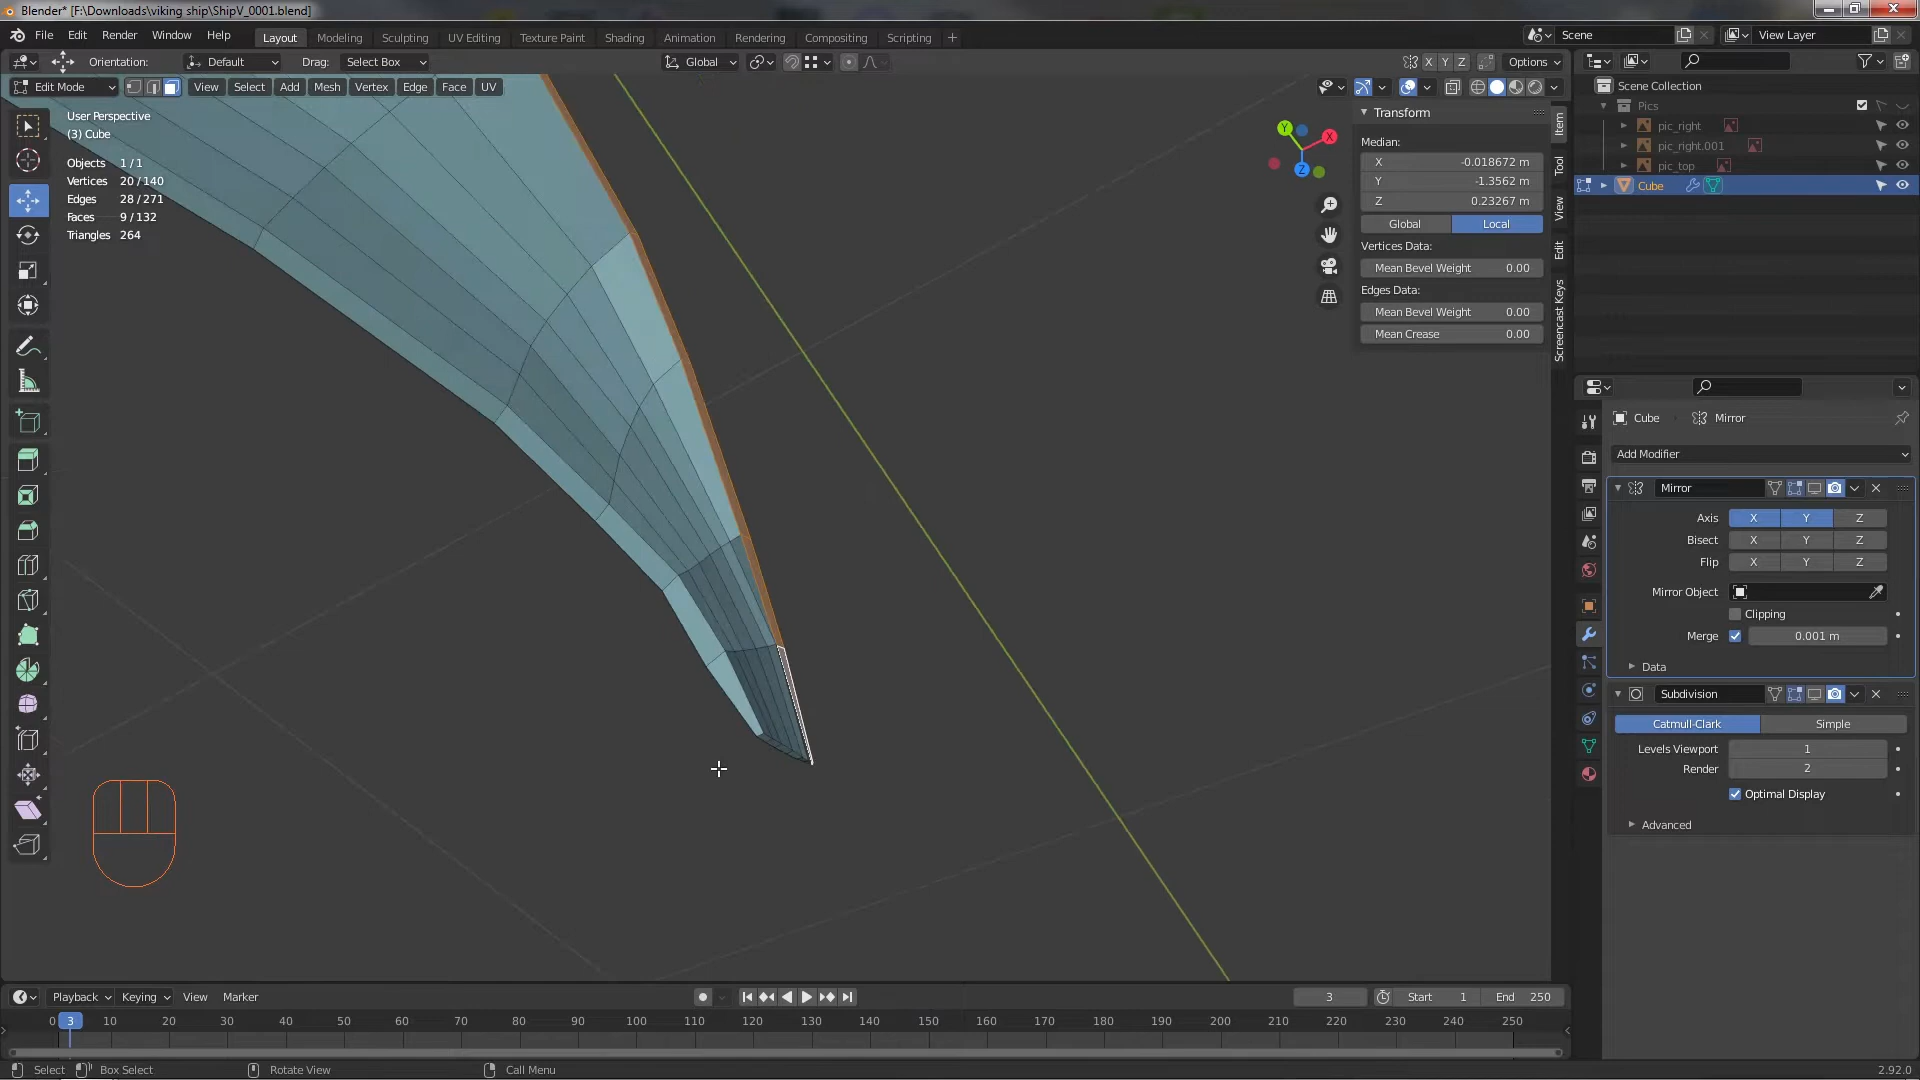 Blender* [F:\Downloads\viking ship\ShipV_0001.blend]
File Edit Render Window Help
Layout Modeling Sculpting UV Editing Texture Paint Shading Animation Rendering Compositing Scripting +
Scene
View Layer
Orientation: Default Drag: Select Box
Global
X Y Z Options
Edit Mode View Select Add Mesh Vertex Edge Face UV
User Perspective
(3) Cube
Objects 1/1
Vertices 20/140
Edges 28/271
Faces 9/132
Triangles 264
Y X Z
Transform
Median:
X -0.018672 m
Y -1.3562 m
Z 0.23267 m
Global Local
Vertices Data:
Mean Bevel Weight 0.00
Edges Data:
Mean Bevel Weight 0.00
Mean Crease 0.00
Item
Tool
View
Edit
Screencast Keys
Scene Collection
Pics
pic_right
pic_right.001
pic_top
Cube
Cube Mirror
Add Modifier
Mirror
Axis X Y Z
Bisect X Y Z
Flip X Y Z
Mirror Object
Clipping
Merge 0.001 m
Data
Subdivision
Catmull-Clark Simple
Levels Viewport 1
Render 2
Optimal Display
Advanced
Playback Keying View Marker
3 Start 1 End 250
0 3 10 20 30 40 50 60 70 80 90 100 110 120 130 140 150 160 170 180 190 200 210 220 230 240 250
Select Box Select Rotate View Call Menu 2.92.0